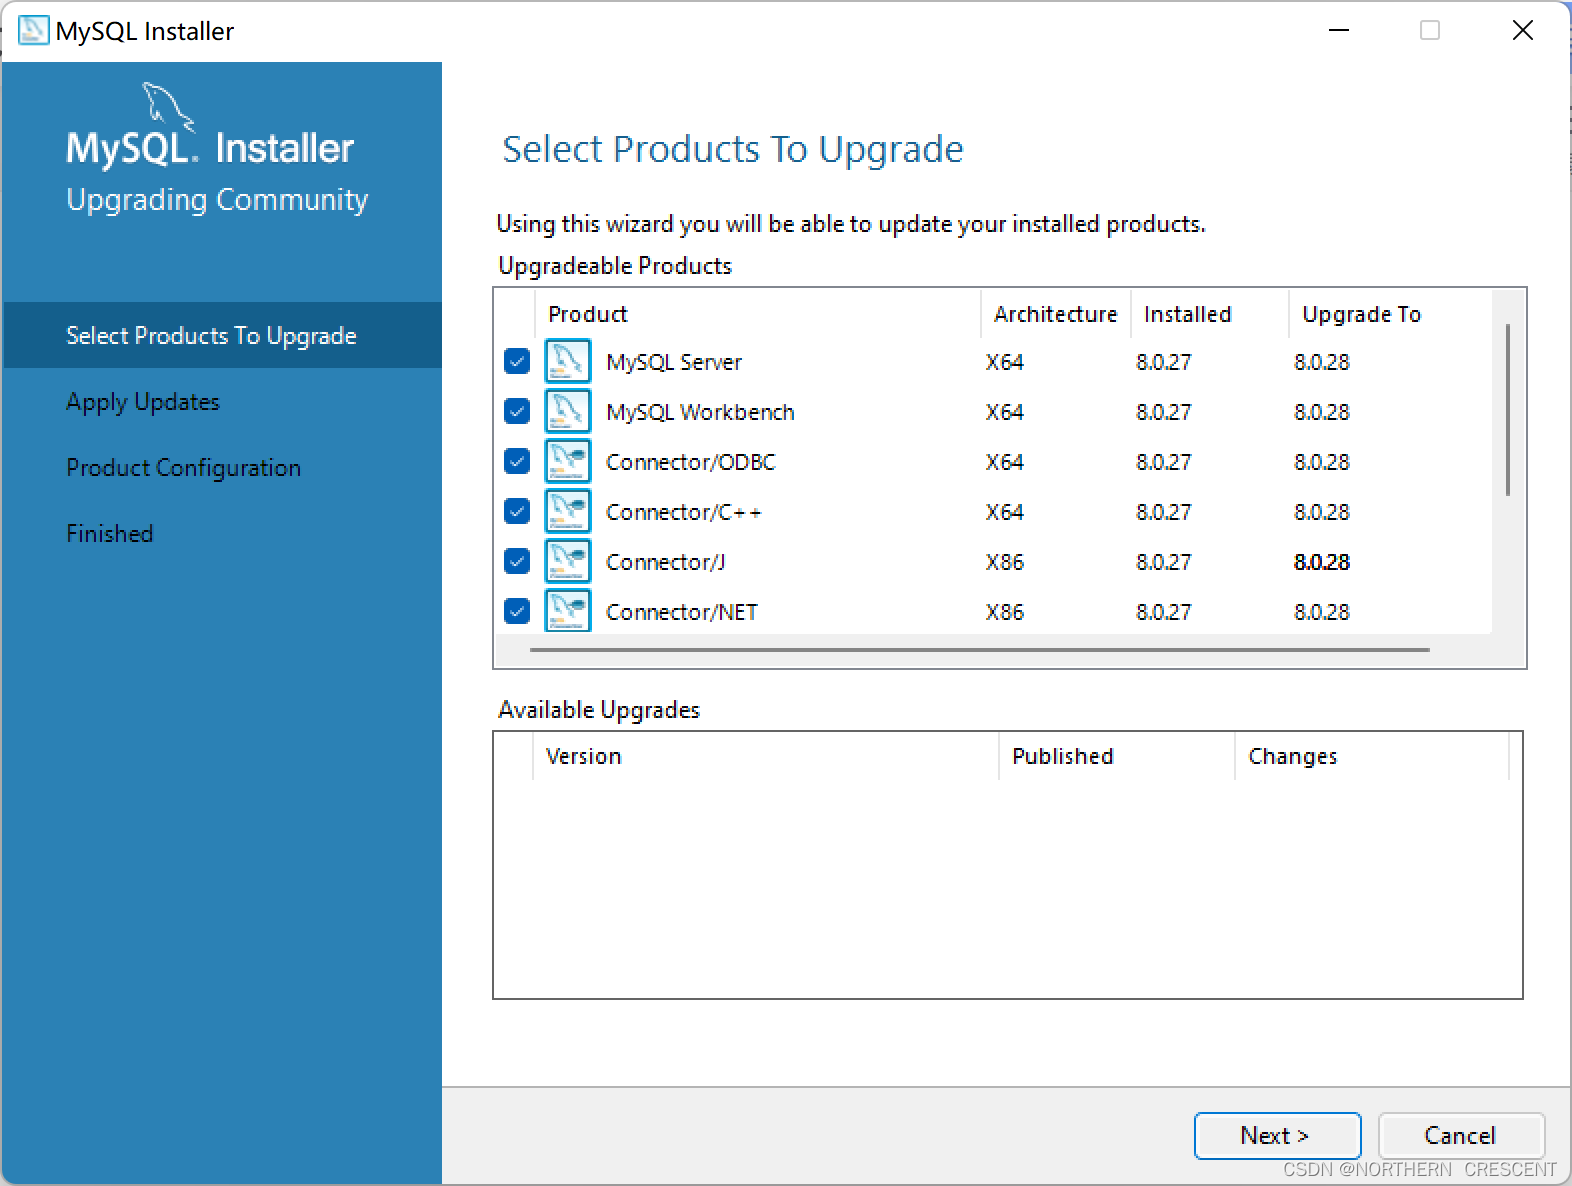 MySQL Installer
MySQL. Installer
Upgrading Community
Select Products To Upgrade
Apply Updates
Product Configuration
Finished
Select Products To Upgrade
Using this wizard you will be able to update your installed products.
Upgradeable Products
Product Architecture Installed Upgrade To
MySQL Server X64 8.0.27 8.0.28
MySQL Workbench X64 8.0.27 8.0.28
Connector/ODBC X64 8.0.27 8.0.28
Connector/C++ X64 8.0.27 8.0.28
Connector/J X86 8.0.27 8.0.28
Connector/NET X86 8.0.27 8.0.28
Available Upgrades
Version Published Changes
Next > Cancel
CSDN @NORTHERN CRESCENT